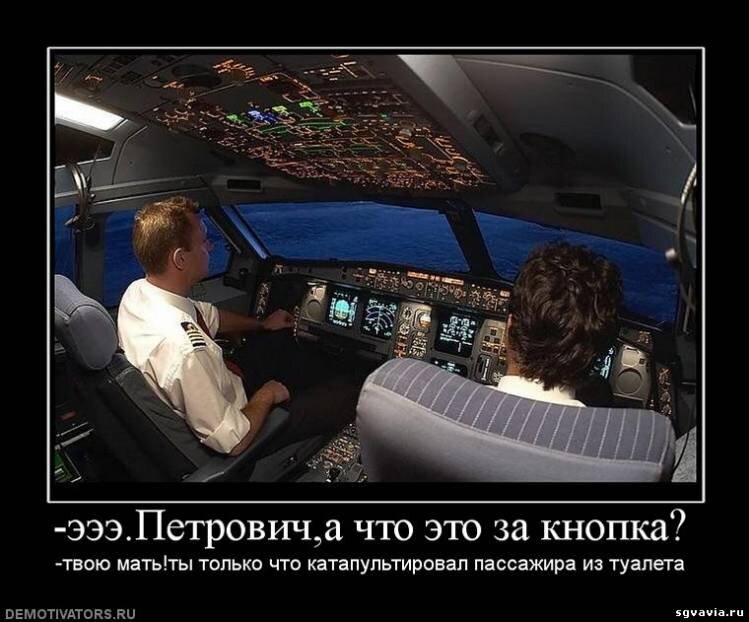 -эээ.Петрович,а что это за кнопка?
-твою мать!ты только что катапультировал пассажира из туалета
DEMOTIVATORS.RU
sgvavia.ru